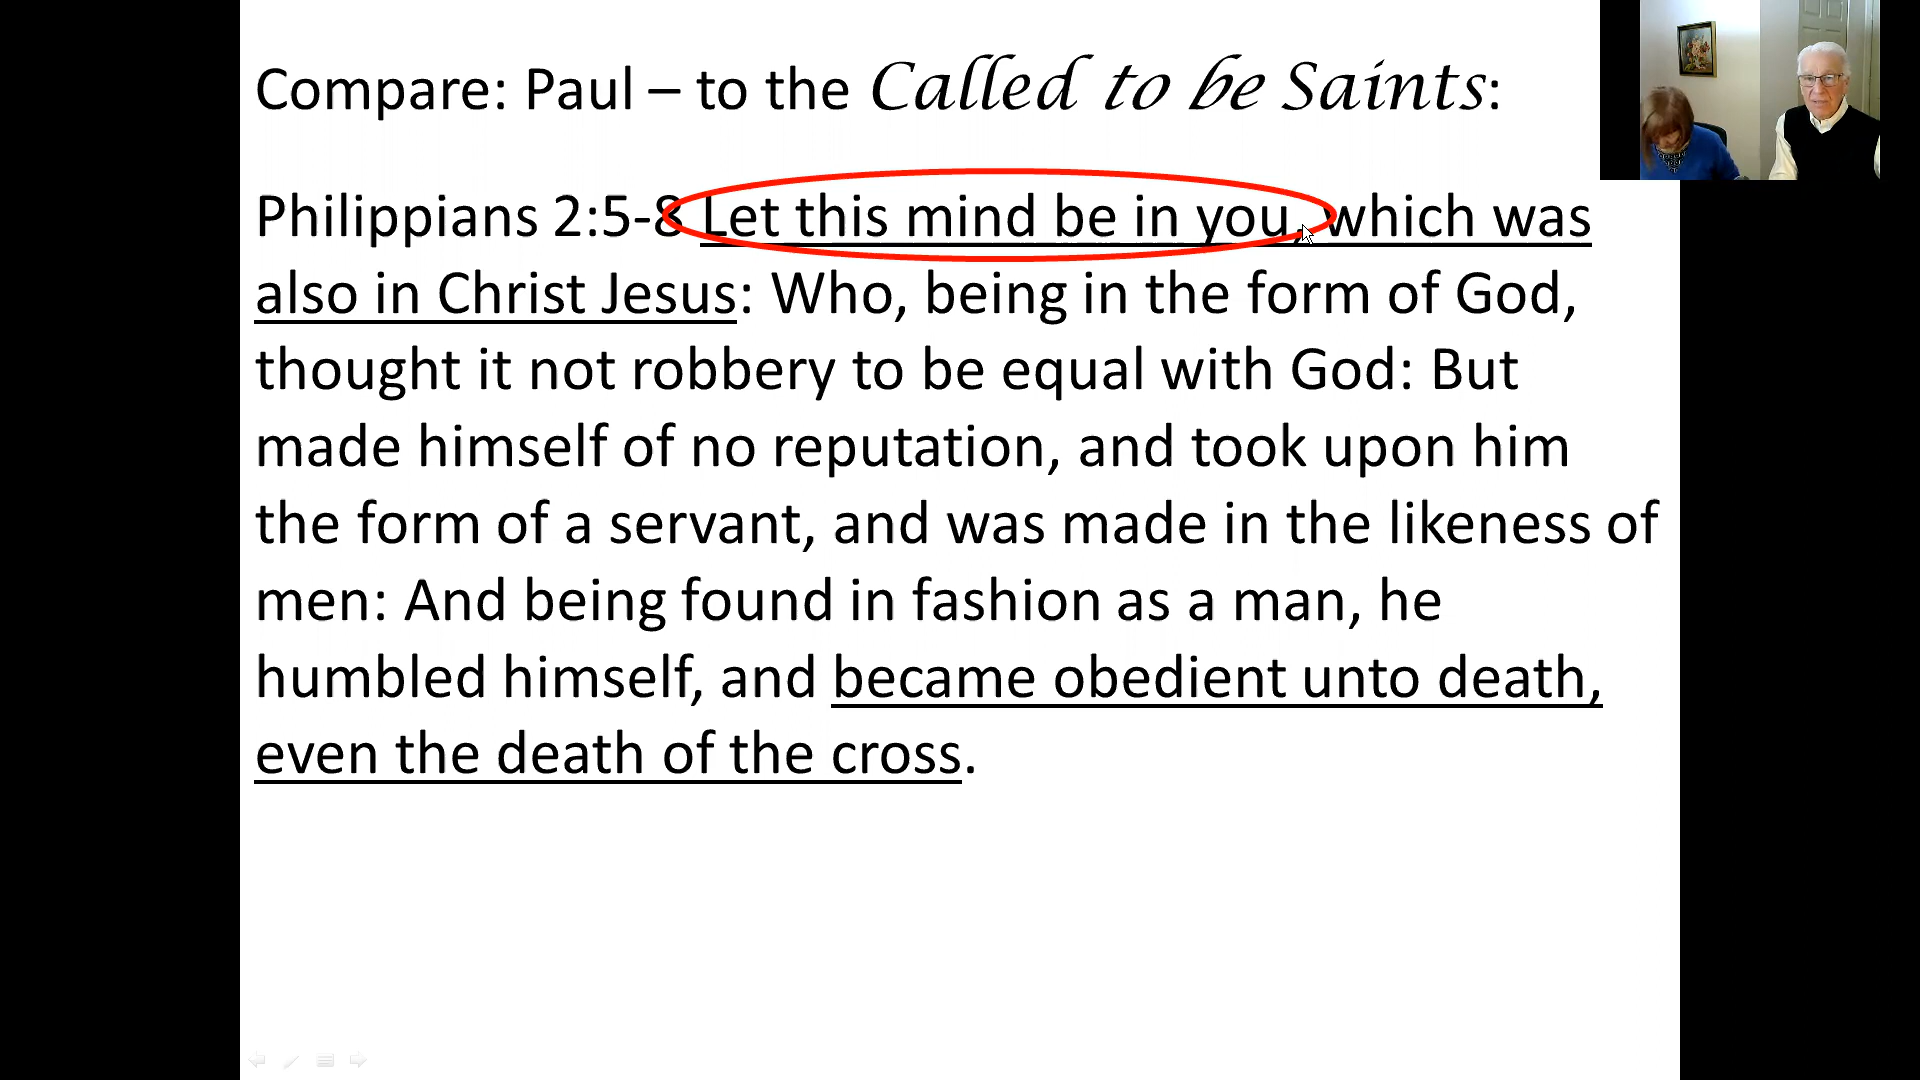 Compare: Paul – to the Called to be Saints:
Philippians 2:5-8 Let this mind be in you, which was
also in Christ Jesus: Who, being in the form of God,
thought it not robbery to be equal with God: But
made himself of no reputation, and took upon him
the form of a servant, and was made in the likeness of
men: And being found in fashion as a man, he
humbled himself, and became obedient unto death,
even the death of the cross.